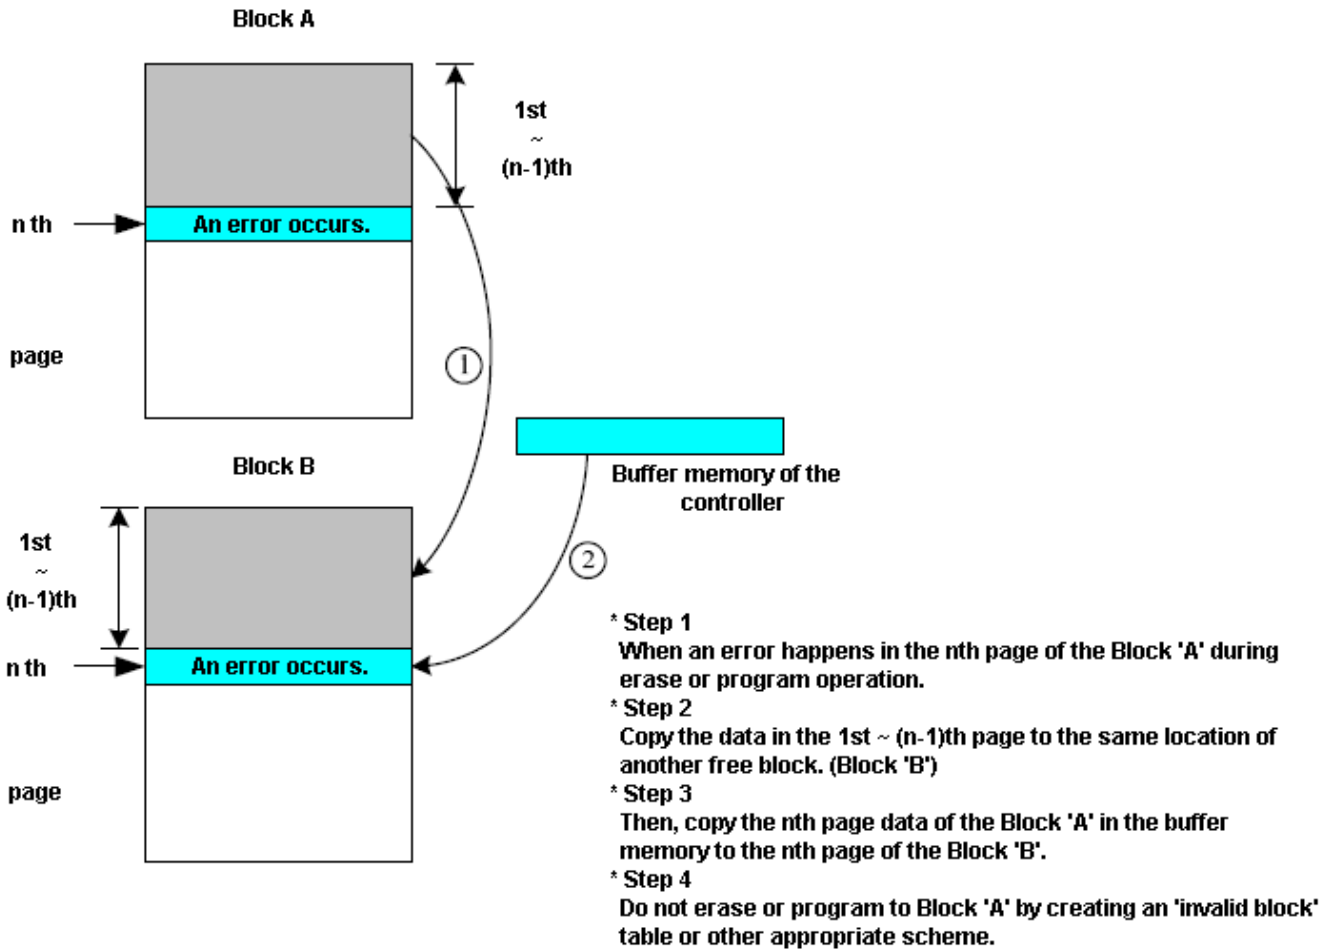 Block A
1st
~
(n-1)th
n th
An error occurs.
page
1
Buffer memory of the
controller
Block B
1st
~
(n-1)th
2
n th
An error occurs.
page
* Step 1
When an error happens in the nth page of the Block 'A' during
erase or program operation.
* Step 2
Copy the data in the 1st ~ (n-1)th page to the same location of
another free block. (Block 'B')
* Step 3
Then, copy the nth page data of the Block 'A' in the buffer
memory to the nth page of the Block 'B'.
* Step 4
Do not erase or program to Block 'A' by creating an 'invalid block'
table or other appropriate scheme.